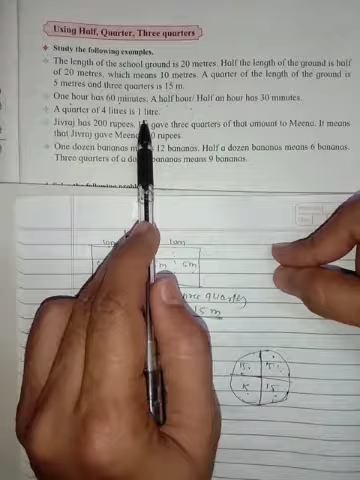 Using Half, Quarter, Three quarters
Study the following examples.
The length of the school ground is 20 metres. Half the length of the ground is half
of 20 metres, which means 10 metres. A quarter of the length of the ground is
5 metres and three quarters is 15 m.
One hour has 60 minutes. A half hour/ Half an hour has 30 minutes.
A quarter of 4 litres is 1 litre.
Jivraj has 200 rupees. gave three quarters of that amount to Meena. It means
that Jivraj gave Meena 0 rupees.
One dozen bananas 12 bananas. Half a dozen bananas means 6 bananas.
Three quarters of a bananas means 9 bananas.
10m
m 5m
quarter
15 m
15 15
15 15